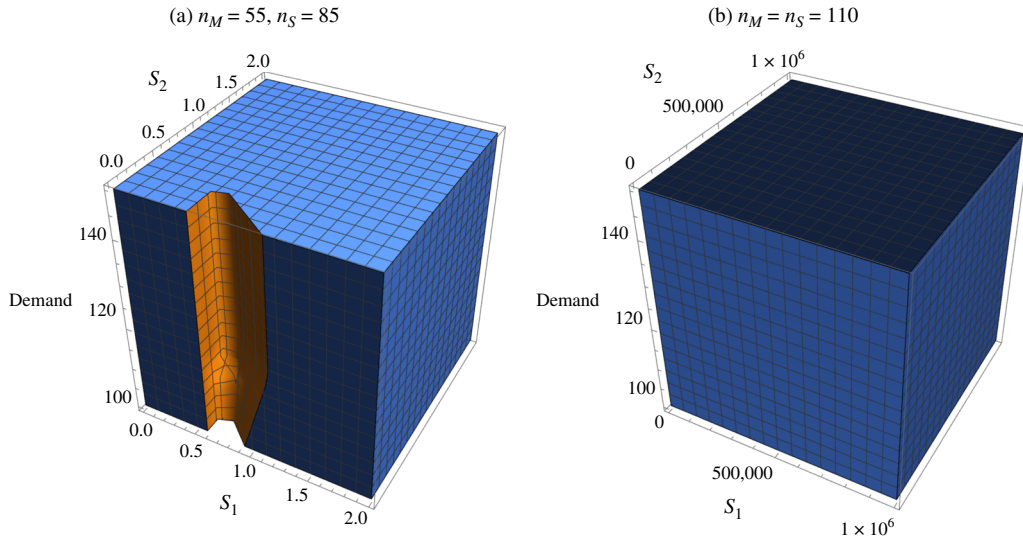 (a) n_M = 55, n_S = 85
S_2
0.0
0.5
1.0
1.5
2.0
Demand
140
120
100
0.0
0.5
1.0
1.5
2.0
S_1
(b) n_M = n_S = 110
S_2
0
500,000
1 × 10^6
Demand
140
120
100
0
500,000
1 × 10^6
S_1